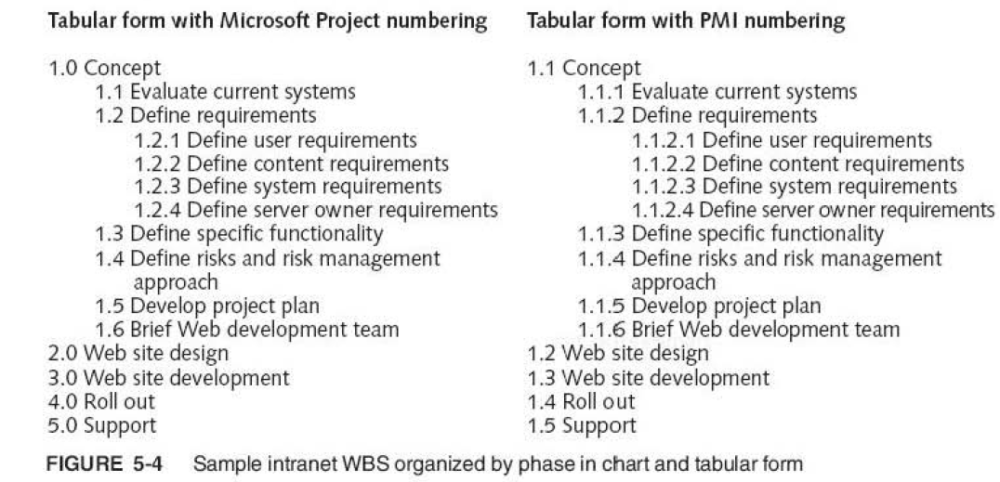 Tabular form with Microsoft Project numbering
1.0 Concept
1.1 Evaluate current systems
1.2 Define requirements
1.2.1 Define user requirements
1.2.2 Define content requirements
1.2.3 Define system requirements
1.2.4 Define server owner requirements
1.3 Define specific functionality
1.4 Define risks and risk management
approach
1.5 Develop project plan
1.6 Brief Web development team
2.0 Web site design
3.0 Web site development
4.0 Roll out
5.0 Support
Tabular form with PMI numbering
1.1 Concept
1.1.1 Evaluate current systems
1.1.2 Define requirements
1.1.2.1 Define user requirements
1.1.2.2 Define content requirements
1.1.2.3 Define system requirements
1.1.2.4 Define server owner requirements
1.1.3 Define specific functionality
1.1.4 Define risks and risk management
approach
1.1.5 Develop project plan
1.1.6 Brief Web development team
1.2 Web site design
1.3 Web site development
1.4 Roll out
1.5 Support
FIGURE 5-4 Sample intranet WBS organized by phase in chart and tabular form